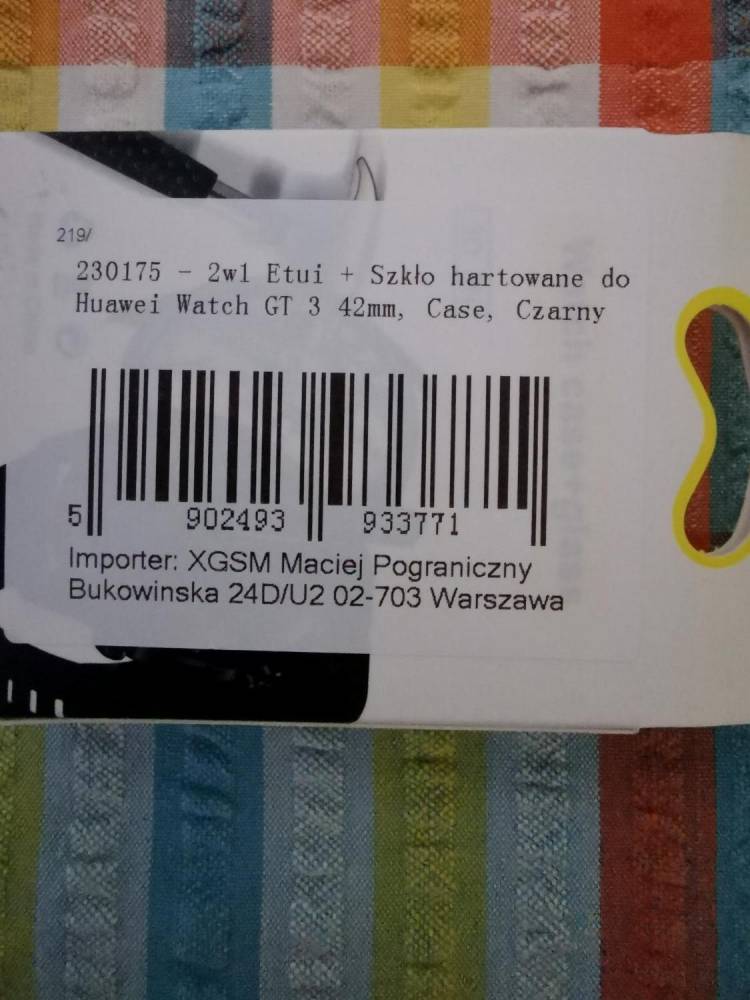 219/
230175 - 2w1 Etui + Szkło hartowane do
Huawei Watch GT 3 42mm, Case, Czarny
5 902493 933771
Importer: XGSM Maciej Pograniczny
Bukowinska 24D/U2 02-703 Warszawa